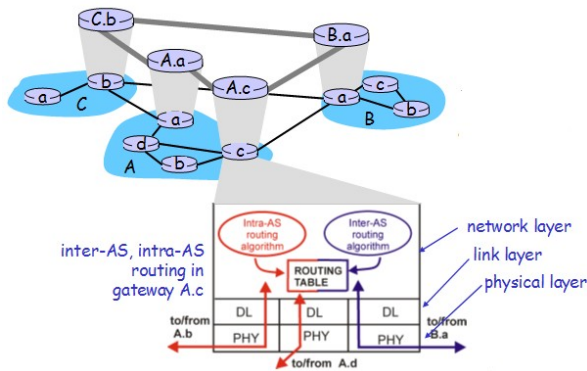 C.b
B.a
A.a
A.c
a
b
C
a
c
b
B
a
d
b
c
A
inter-AS, intra-AS
routing in
gateway A.c
Intra-AS
routing
algorithm
Inter-AS
routing
algorithm
ROUTING
TABLE
DL
DL
DL
PHY
PHY
PHY
to/from
A.b
to/from A.d
to/from
B.a
network layer
link layer
physical layer